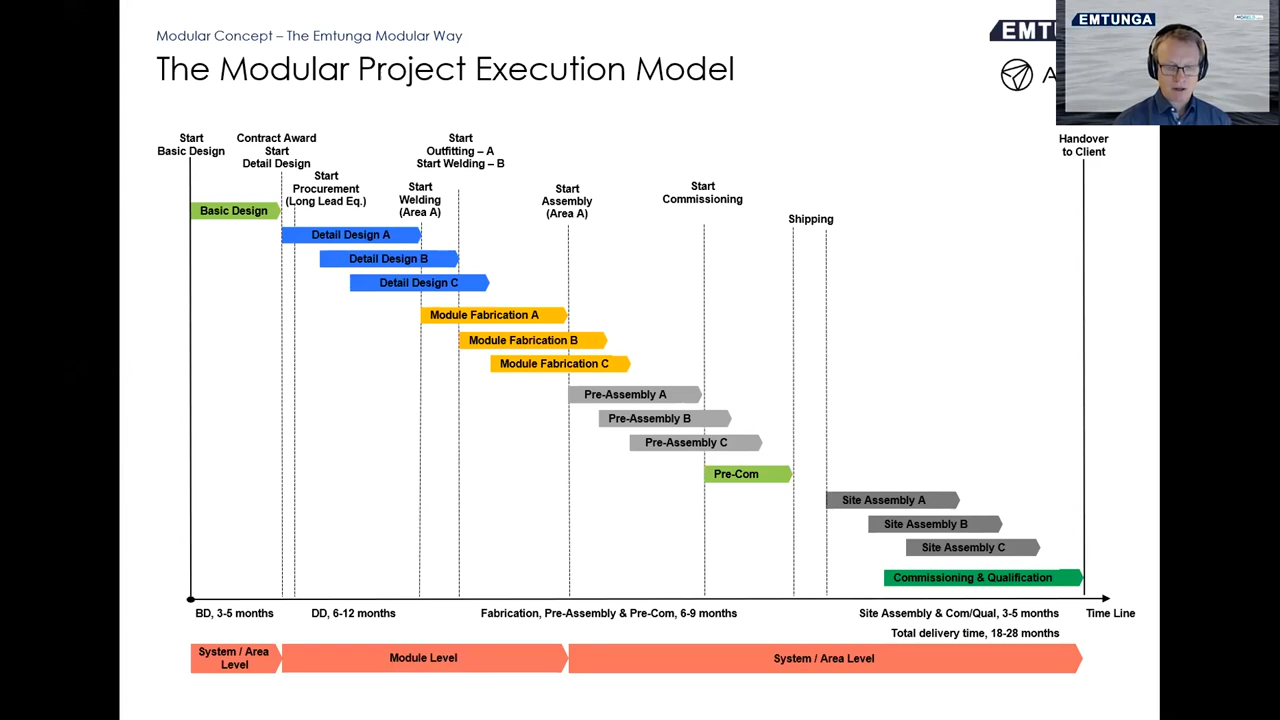 Modular Concept – The Emtunga Modular Way
The Modular Project Execution Model
EMTU
A
EMTUNGA
Start
Basic Design
Contract Award
Start
Detail Design
Start
Procurement
(Long Lead Eq.)
Start
Welding
(Area A)
Start
Outfitting – A
Start Welding – B
Start
Assembly
(Area A)
Start
Commissioning
Shipping
Handover
to Client
Basic Design
Detail Design A
Detail Design B
Detail Design C
Module Fabrication A
Module Fabrication B
Module Fabrication C
Pre-Assembly A
Pre-Assembly B
Pre-Assembly C
Pre-Com
Site Assembly A
Site Assembly B
Site Assembly C
Commissioning & Qualification
BD, 3-5 months
DD, 6-12 months
Fabrication, Pre-Assembly & Pre-Com, 6-9 months
Site Assembly & Com/Qual, 3-5 months
Time Line
Total delivery time, 18-28 months
System / Area
Level
Module Level
System / Area Level